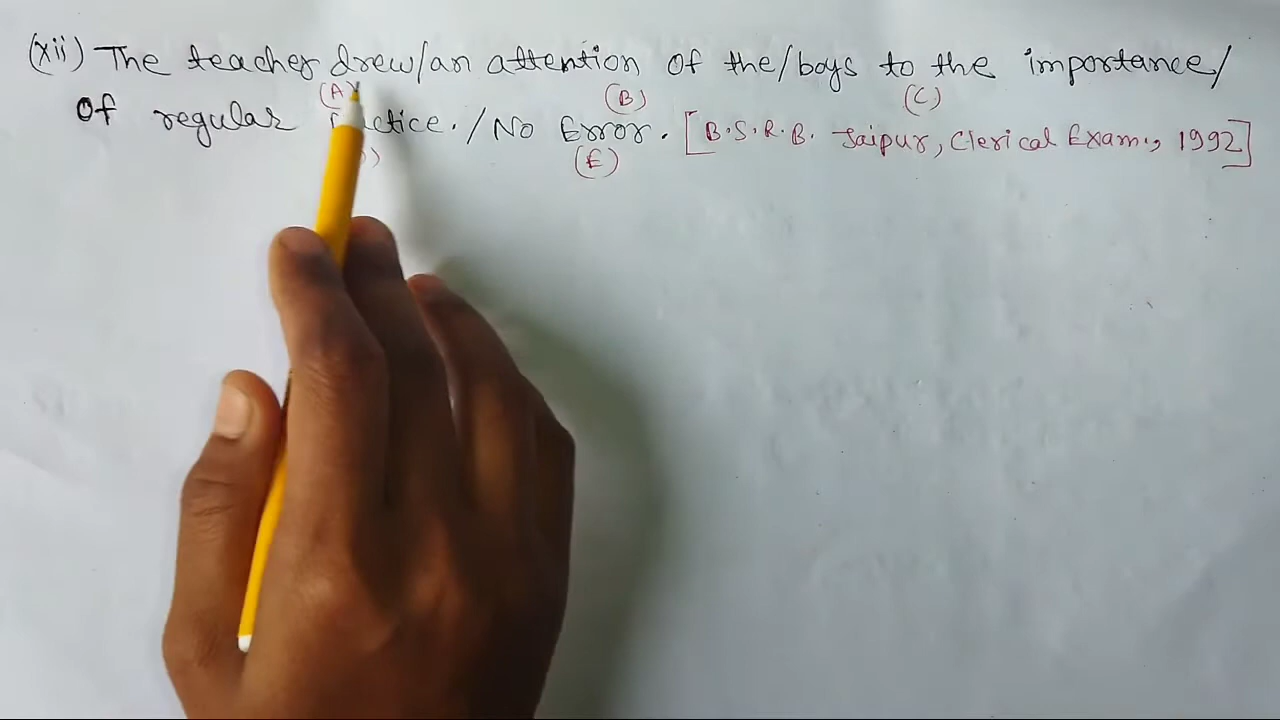 (xii) The teacher drew/an attention of the/boys to the importance/
(A) (B) (C)
of regular practice./No Error. [B.S.R.B. Jaipur, Clerical Exam., 1992]
(E)